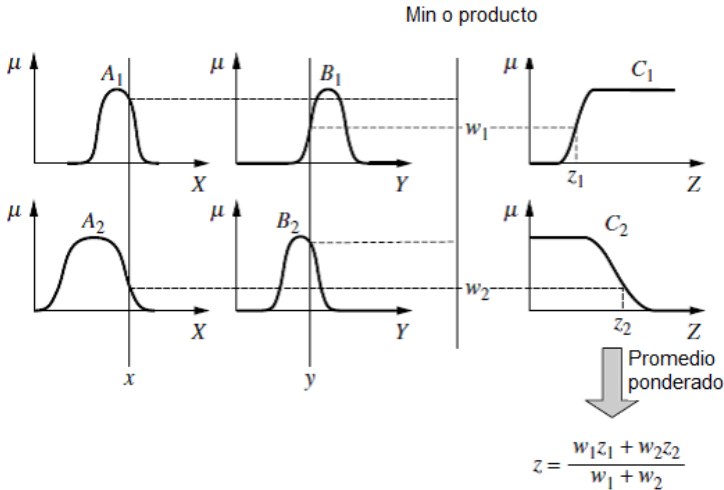 Min o producto
μ A₁ X
μ B₁ Y
w₁
μ C₁ z₁ Z
μ A₂ X
μ B₂ Y
w₂
μ C₂ z₂ Z
x
y
Promedio
ponderado
z = (w₁z₁ + w₂z₂) / (w₁ + w₂)